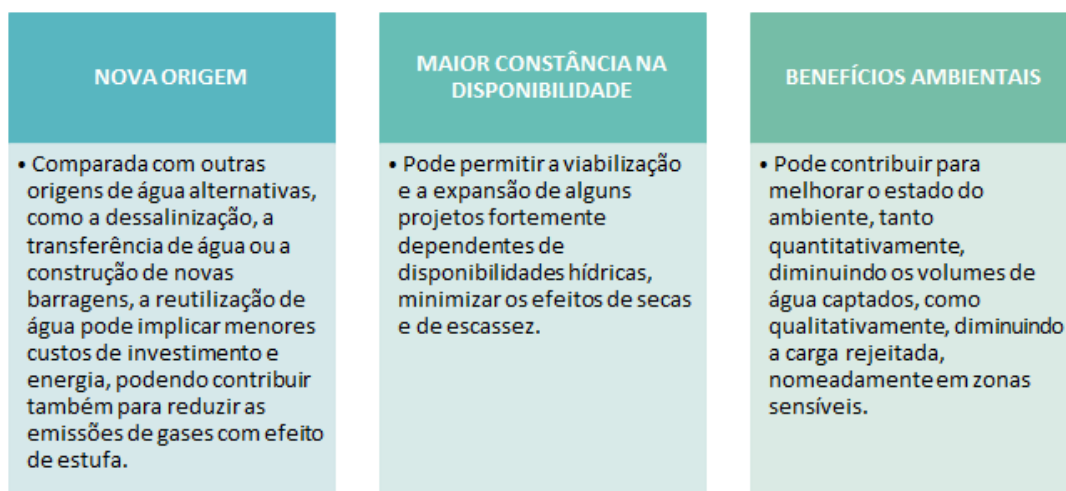 NOVA ORIGEM
• Comparada com outras
origens de água alternativas,
como a dessalinização, a
transferência de água ou a
construção de novas
barragens, a reutilização de
água pode implicar menores
custos de investimento e
energia, podendo contribuir
também para reduzir as
emissões de gases com efeito
de estufa.
MAIOR CONSTÂNCIA NA
DISPONIBILIDADE
• Pode permitir a viabilização
e a expansão de alguns
projetos fortemente
dependentes de
disponibilidades hídricas,
minimizar os efeitos de secas
e de escassez.
BENEFÍCIOS AMBIENTAIS
• Pode contribuir para
melhorar o estado do
ambiente, tanto
quantitativamente,
diminuindo os volumes de
água captados, como
qualitativamente, diminuindo
a carga rejeitada,
nomeadamente em zonas
sensíveis.